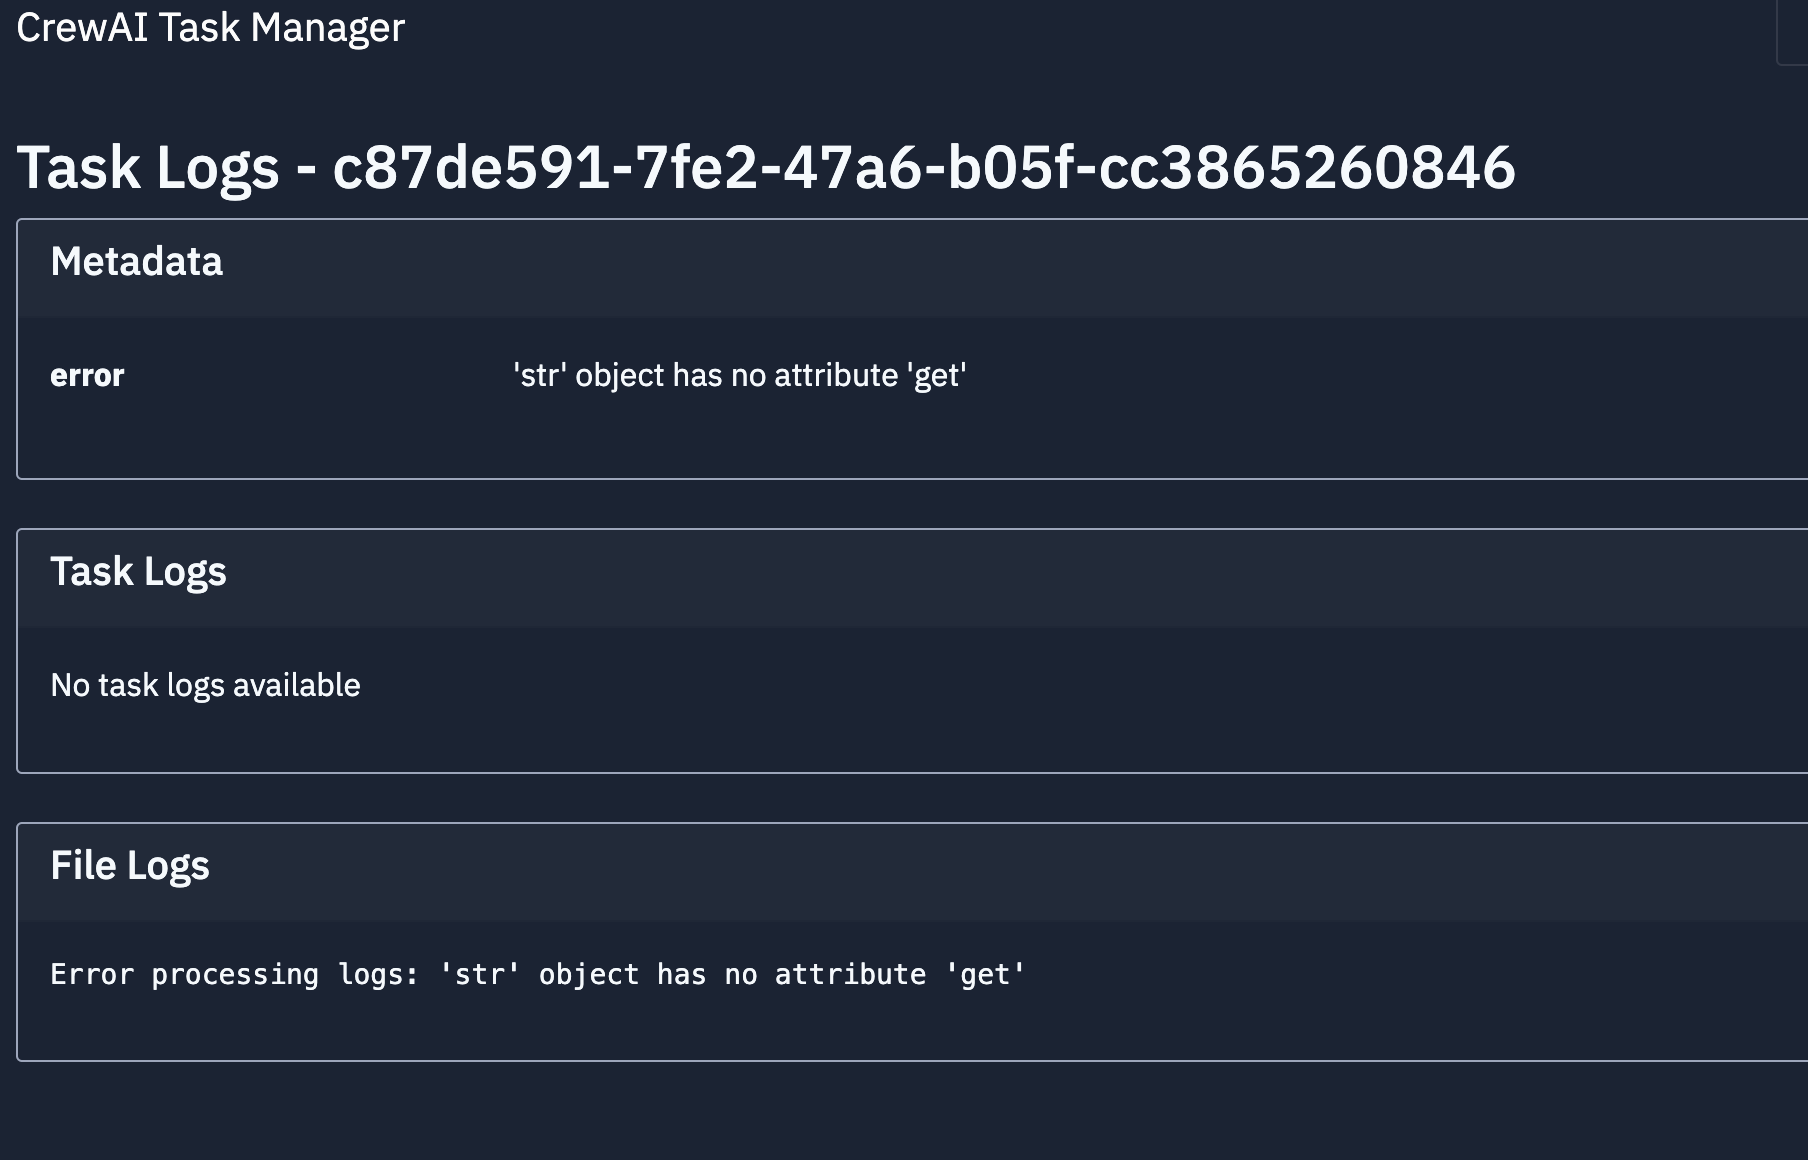 CrewAI Task Manager
Task Logs - c87de591-7fe2-47a6-b05f-cc3865260846
Metadata
error 'str' object has no attribute 'get'
Task Logs
No task logs available
File Logs
Error processing logs: 'str' object has no attribute 'get'